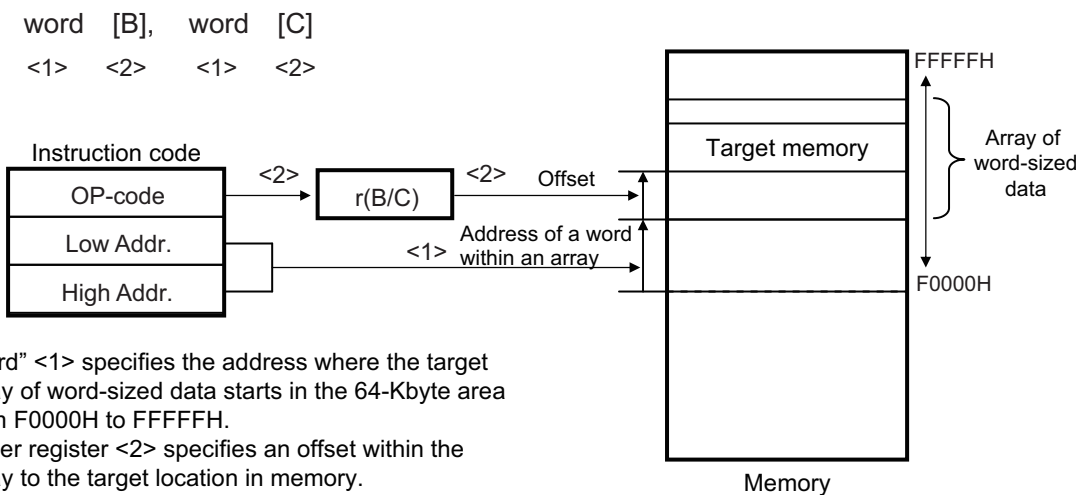 word [B], word [C]
<1> <2> <1> <2>
Instruction code
OP-code
Low Addr.
High Addr.
<2>
r(B/C)
<2>
Offset
<1>
Address of a word
within an array
Target memory
FFFFFH
Array of
word-sized
data
F0000H
Memory
<1> specifies the address where the target
of word-sized data starts in the 64-Kbyte area
F0000H to FFFFFH.
register <2> specifies an offset within the
to the target location in memory.